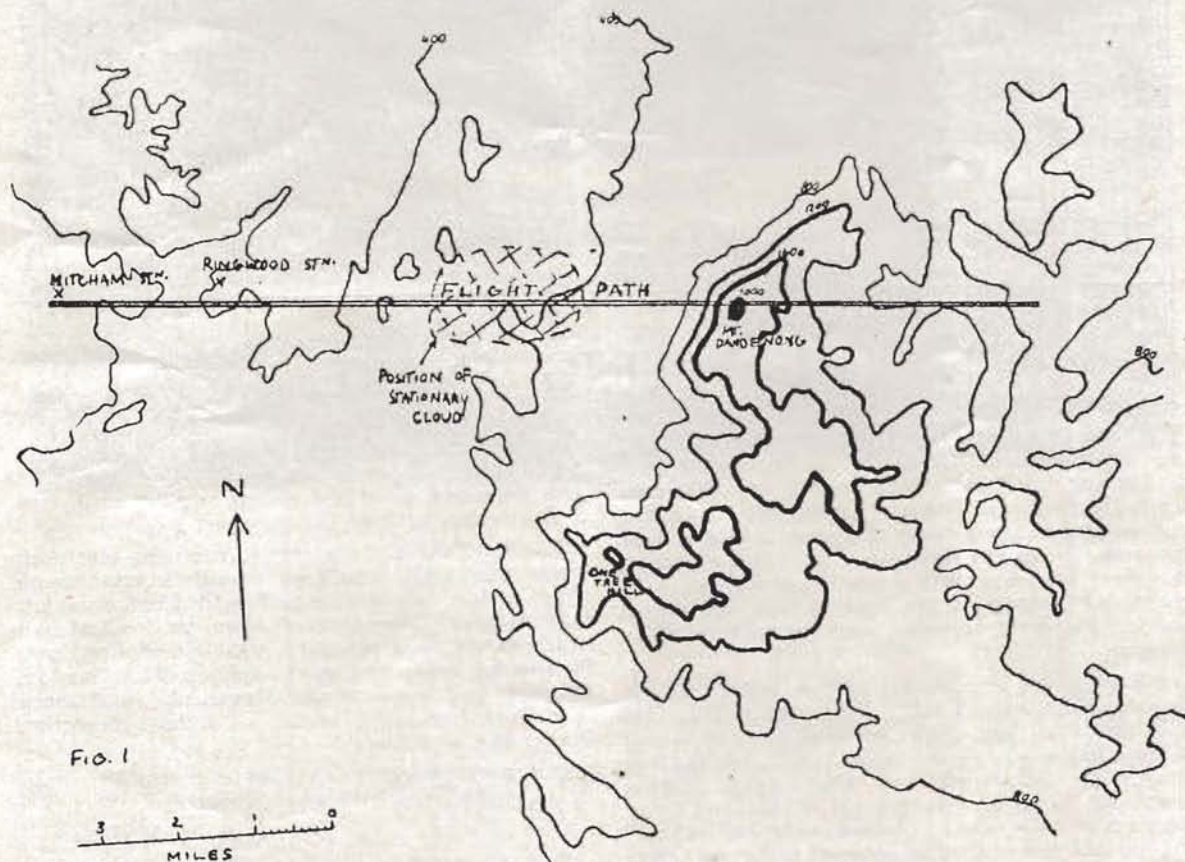 400
400
800
1200
1600
MITCHAM STN.
RINGWOOD STN.
FLIGHT PATH
MT.
DANDENONG
800
POSITION OF
STATIONARY
CLOUD
N
ONE
TREE
HILL
FIG. 1
800
3 2 1 0
MILES